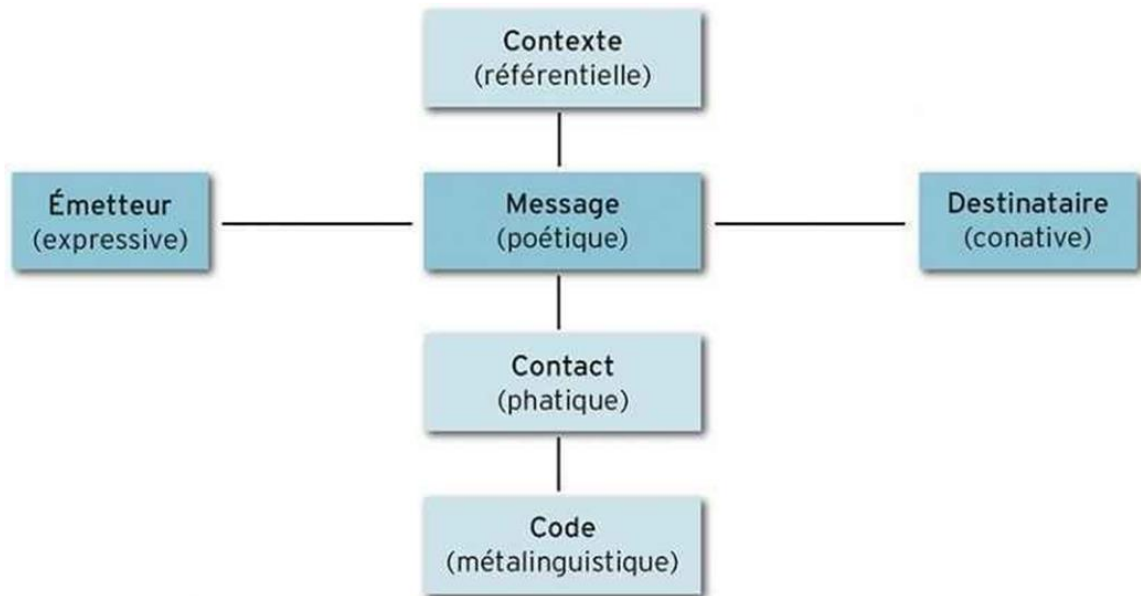 Contexte
(référentielle)
Émetteur
(expressive)
Message
(poétique)
Destinataire
(conative)
Contact
(phatique)
Code
(métalinguistique)